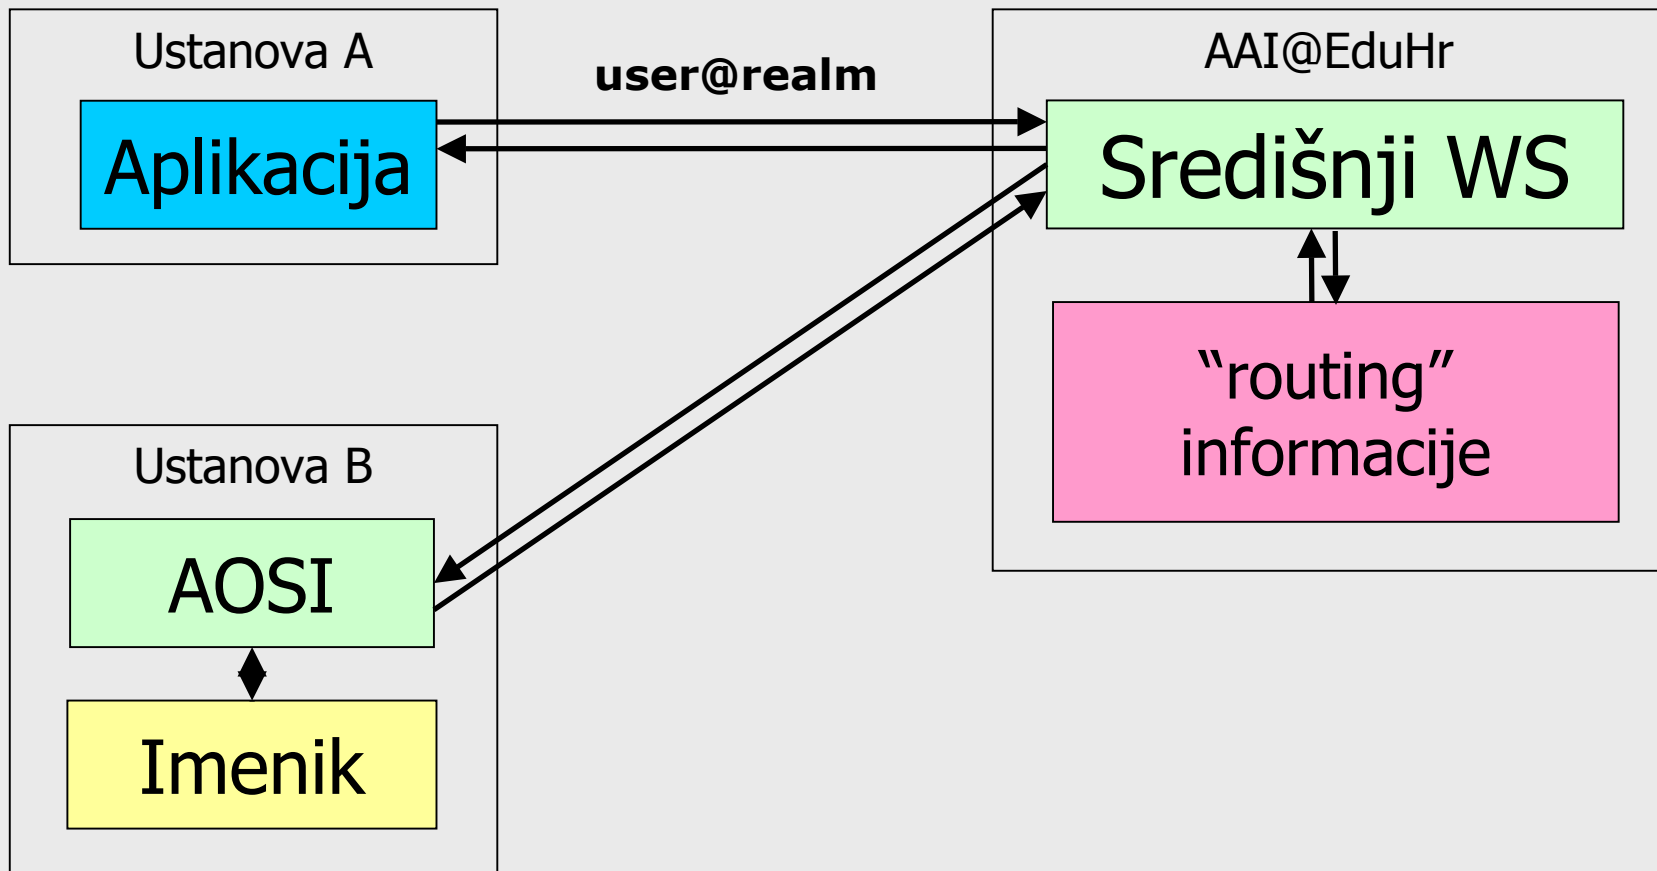 Ustanova A
Aplikacija
user@realm
AAI@EduHr
Središnji WS
“routing”
informacije
Ustanova B
AOSI
Imenik